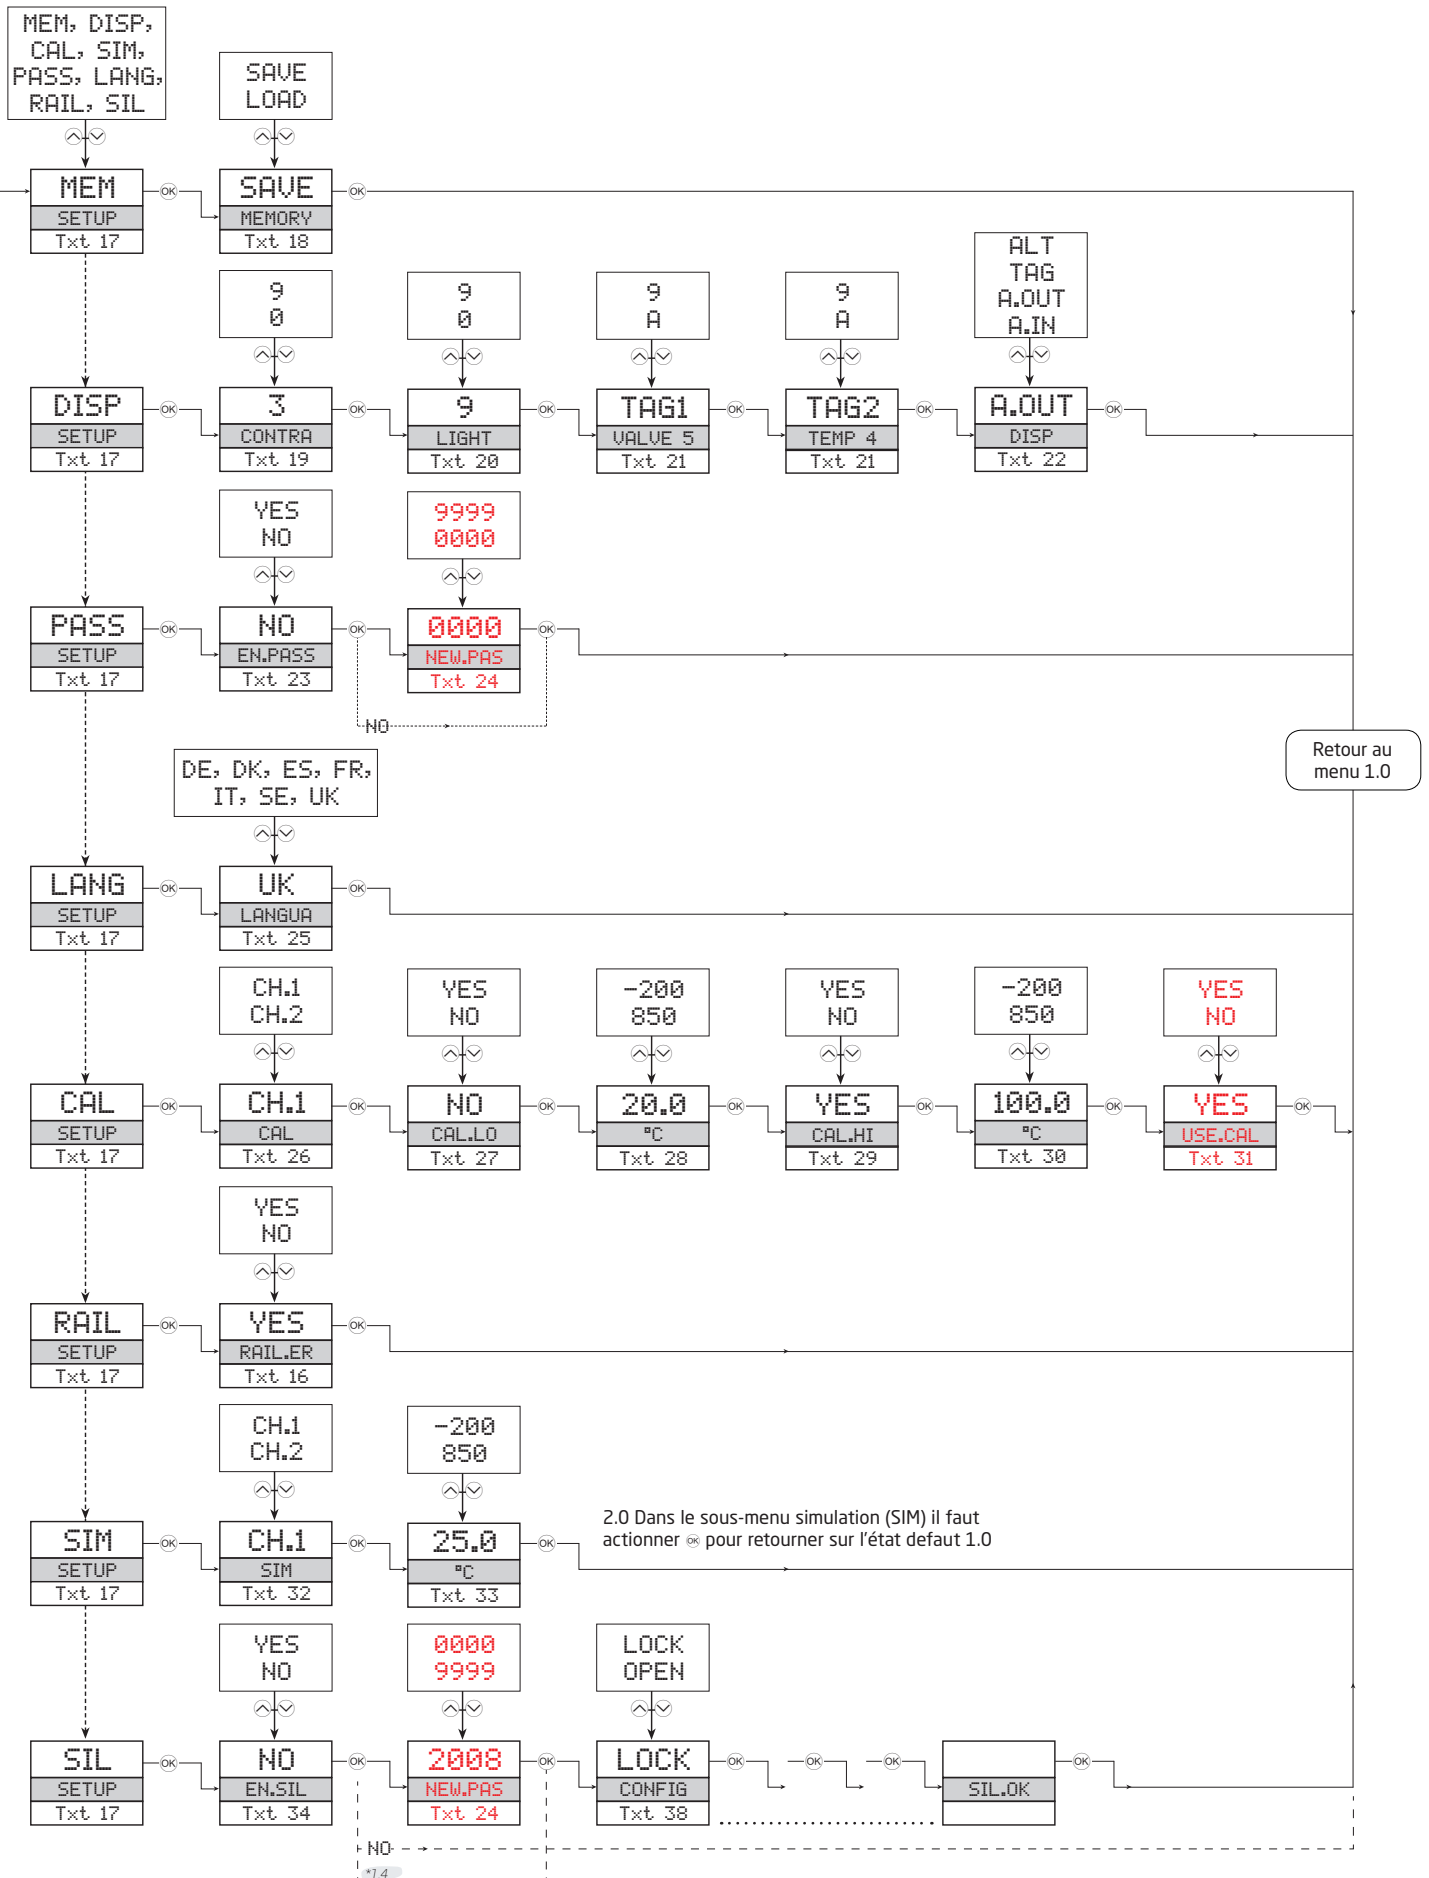 MEM, DISP,
CAL, SIM,
PASS, LANG,
RAIL, SIL
SAVE
LOAD
MEM
OK
SAVE
OK
SETUP
MEMORY
Txt 17
Txt 18
9
0
9
0
9
A
9
A
ALT
TAG
A.OUT
A.IN
DISP
OK
3
OK
9
OK
TAG1
OK
TAG2
OK
A.OUT
OK
SETUP
CONTRA
LIGHT
VALVE 5
TEMP 4
DISP
Txt 17
Txt 19
Txt 20
Txt 21
Txt 21
Txt 22
YES
NO
9999
0000
PASS
OK
NO
OK
0000
OK
SETUP
EN.PASS
NEW.PAS
Txt 17
Txt 23
Txt 24
NO
Retour au
menu 1.0
DE, DK, ES, FR,
IT, SE, UK
LANG
OK
UK
OK
SETUP
LANGUA
Txt 17
Txt 25
CH.1
CH.2
YES
NO
-200
850
YES
NO
-200
850
YES
NO
CAL
OK
CH.1
OK
NO
OK
20.0
OK
YES
OK
100.0
OK
YES
OK
SETUP
CAL
CAL.LO
°C
CAL.HI
°C
USE.CAL
Txt 17
Txt 26
Txt 27
Txt 28
Txt 29
Txt 30
Txt 31
YES
NO
RAIL
OK
YES
OK
SETUP
RAIL.ER
Txt 17
Txt 16
CH.1
CH.2
-200
850
2.0 Dans le sous-menu simulation (SIM) il faut
actionner OK pour retourner sur l'état defaut 1.0
SIM
OK
CH.1
OK
25.0
OK
SETUP
SIM
°C
Txt 17
Txt 32
Txt 33
YES
NO
0000
9999
LOCK
OPEN
SIL
OK
NO
OK
2008
OK
LOCK
OK
OK
OK
OK
SETUP
EN.SIL
NEW.PAS
CONFIG
SIL.OK
Txt 17
Txt 34
Txt 24
Txt 38
NO
*1.4